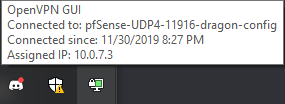 OpenVPN GUI
Connected to: pfSense-UDP4-11916-dragon-config
Connected since: 11/30/2019 8:27 PM
Assigned IP: 10.0.7.3